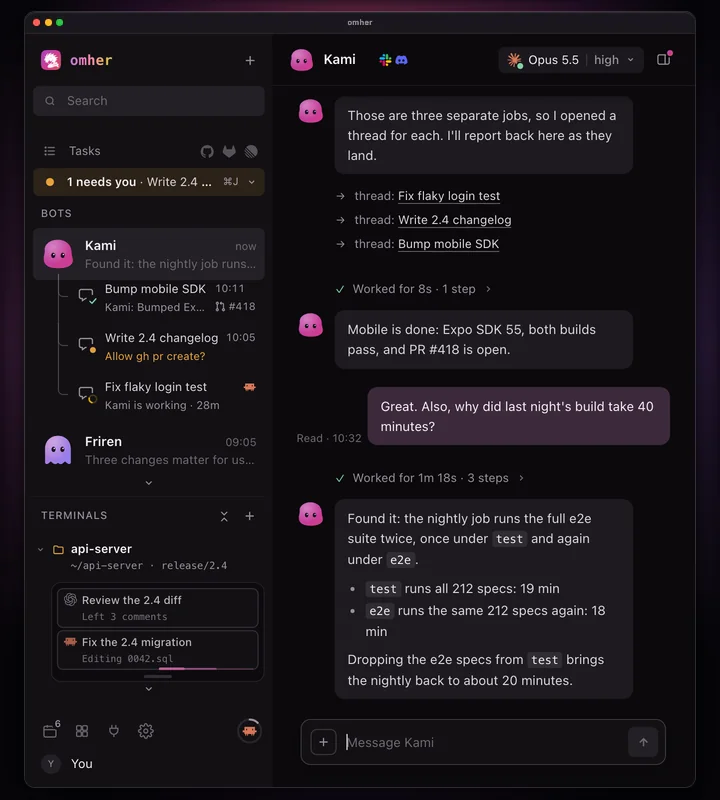 omher
omher
Search
Tasks
1 needs you · Write 2.4 ... ⌘J
BOTS
Kami now
Found it: the nightly job runs...
Bump mobile SDK 10:11
Kami: Bumped Ex... #418
Write 2.4 changelog 10:05
Allow gh pr create?
Fix flaky login test
Kami is working · 28m
Friren 09:05
Three changes matter for us...
TERMINALS
api-server
~/api-server · release/2.4
Review the 2.4 diff
Left 3 comments
Fix the 2.4 migration
Editing 0042.sql
6
Y You
Kami
Opus 5.5 high
Those are three separate jobs, so I opened a
thread for each. I'll report back here as they
land.
→ thread: Fix flaky login test
→ thread: Write 2.4 changelog
→ thread: Bump mobile SDK
✓ Worked for 8s · 1 step >
Mobile is done: Expo SDK 55, both builds
pass, and PR #418 is open.
Great. Also, why did last night's build take 40
minutes?
Read · 10:32
✓ Worked for 1m 18s · 3 steps >
Found it: the nightly job runs the full e2e
suite twice, once under test and again
under e2e.
• test runs all 212 specs: 19 min
• e2e runs the same 212 specs again: 18
min
Dropping the e2e specs from test brings
the nightly back to about 20 minutes.
Message Kami